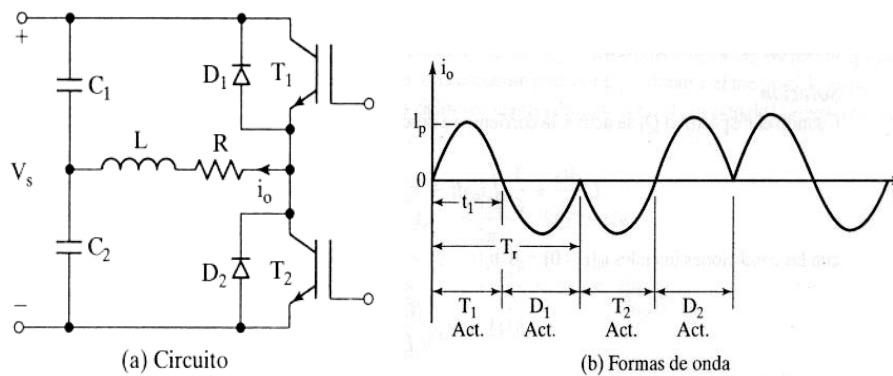 +
C₁
D₁
T₁
L
R
Vₛ
iₒ
C₂
D₂
T₂
−
(a) Circuito
iₒ
Iₚ
0
t₁
Tᵣ
T₁
Act.
D₁
Act.
T₂
Act.
D₂
Act.
(b) Formas de onda